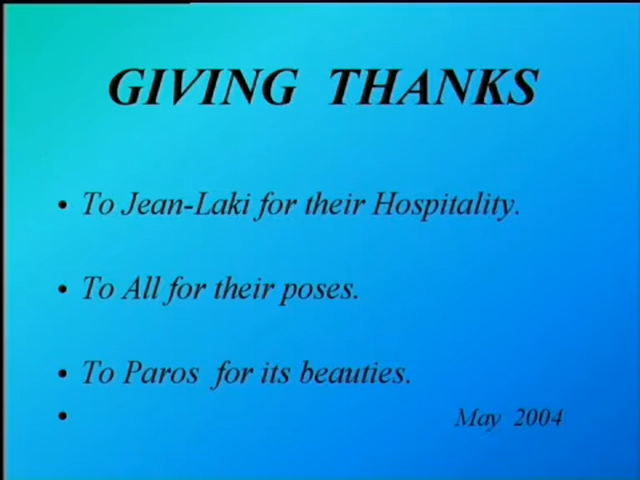 GIVING THANKS
• To Jean-Laki for their Hospitality.
• To All for their poses.
• To Paros for its beauties.
• May 2004